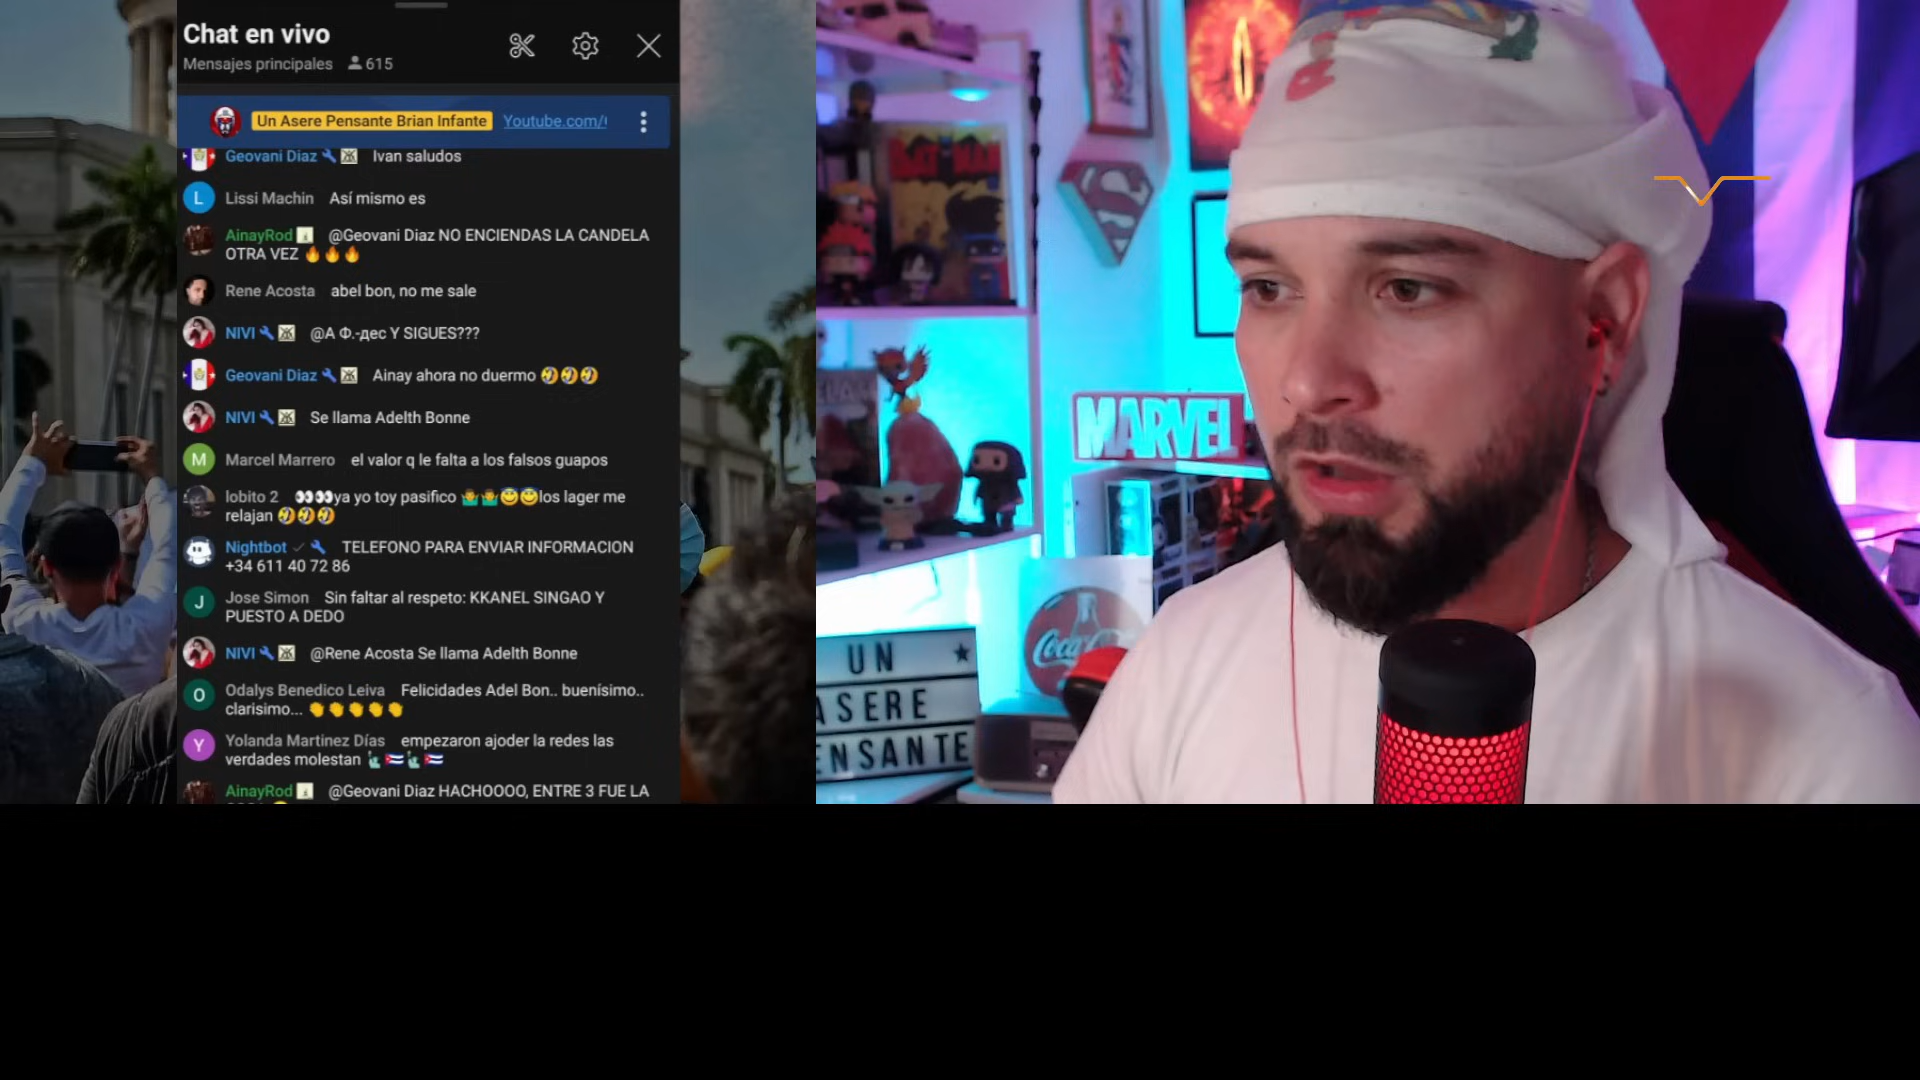 Chat en vivo
Mensajes principales 615
Un Asere Pensante Brian Infante Youtube.com/
Geovani Diaz Ivan saludos
L Lissi Machin Así mismo es
AinayRod @Geovani Diaz NO ENCIENDAS LA CANDELA
OTRA VEZ 🔥🔥🔥
Rene Acosta abel bon, no me sale
NIVI @А Ф.-дес Y SIGUES???
Geovani Diaz Ainay ahora no duermo 🤣🤣🤣
NIVI Se llama Adelth Bonne
M Marcel Marrero el valor q le falta a los falsos guapos
lobito 2 👀👀ya yo toy pasifico 🤷‍♂️🤷‍♂️😇😇los lager me
relajan 🤣🤣🤣
Nightbot TELEFONO PARA ENVIAR INFORMACION
+34 611 40 72 86
J Jose Simon Sin faltar al respeto: KKANEL SINGAO Y
PUESTO A DEDO
NIVI @Rene Acosta Se llama Adelth Bonne
O Odalys Benedico Leiva Felicidades Adel Bon.. buenísimo..
clarisimo... 👏👏👏👏👏
Y Yolanda Martinez Días empezaron ajoder la redes las
verdades molestan 🗽🇨🇺🗽🇨🇺
AinayRod @Geovani Diaz HACHOOOO, ENTRE 3 FUE LA
BATMAN
S
MARVEL
Coca-Co
UN
ASERE
ENSANTE